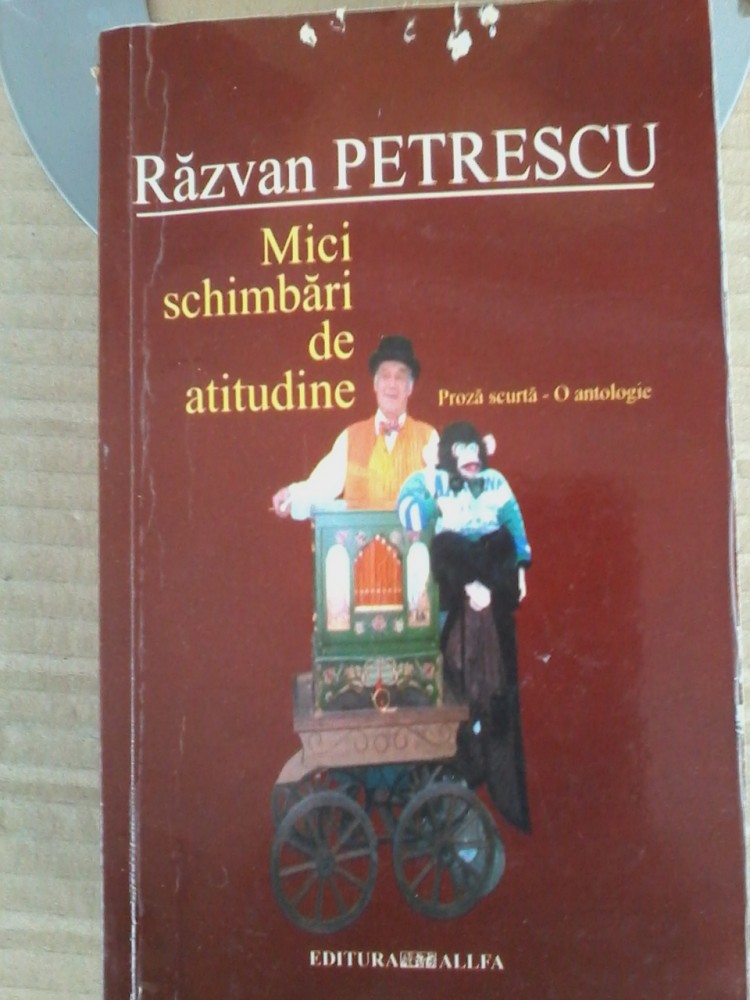 Răzvan PETRESCU
Mici
schimbări
de
atitudine
Proză scurtă - O antologie
EDITURA ALLFA